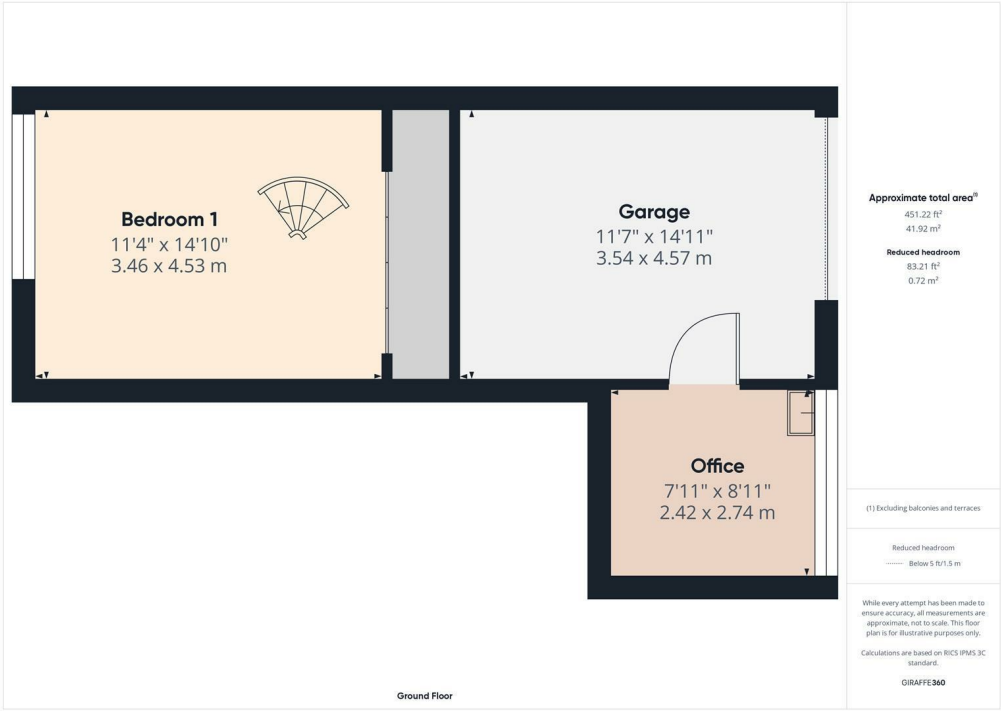 Bedroom 1
11'4" x 14'10"
3.46 x 4.53 m
Garage
11'7" x 14'11"
3.54 x 4.57 m
Office
7'11" x 8'11"
2.42 x 2.74 m
Ground Floor
Approximate total area(1)
451.22 ft²
41.92 m²
Reduced headroom
83.21 ft²
0.72 m²
(1) Excluding balconies and terraces
Reduced headroom
Below 5 ft/1.5 m
While every attempt has been made to
ensure accuracy, all measurements are
approximate, not to scale. This floor
plan is for illustrative purposes only.
Calculations are based on RICS IPMS 3C
standard.
GIRAFFE360